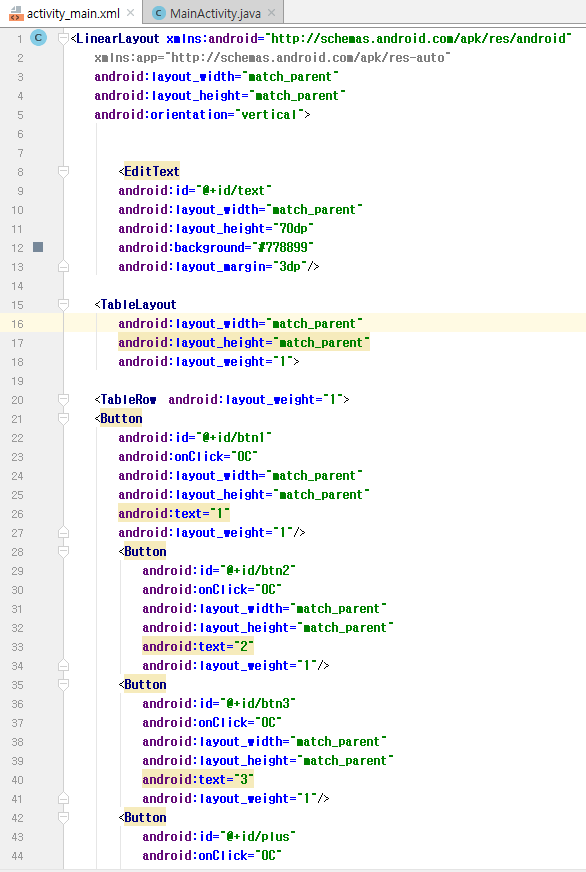 activity_main.xml MainActivity.java
1 <LinearLayout xmlns:android="http://schemas.android.com/apk/res/android"
2 xmlns:app="http://schemas.android.com/apk/res-auto"
3 android:layout_width="match_parent"
4 android:layout_height="match_parent"
5 android:orientation="vertical">
6
7
8 <EditText
9 android:id="@+id/text"
10 android:layout_width="match_parent"
11 android:layout_height="70dp"
12 android:background="#778899"
13 android:layout_margin="3dp"/>
14
15 <TableLayout
16 android:layout_width="match_parent"
17 android:layout_height="match_parent"
18 android:layout_weight="1">
19
20 <TableRow android:layout_weight="1">
21 <Button
22 android:id="@+id/btn1"
23 android:onClick="OC"
24 android:layout_width="match_parent"
25 android:layout_height="match_parent"
26 android:text="1"
27 android:layout_weight="1"/>
28 <Button
29 android:id="@+id/btn2"
30 android:onClick="OC"
31 android:layout_width="match_parent"
32 android:layout_height="match_parent"
33 android:text="2"
34 android:layout_weight="1"/>
35 <Button
36 android:id="@+id/btn3"
37 android:onClick="OC"
38 android:layout_width="match_parent"
39 android:layout_height="match_parent"
40 android:text="3"
41 android:layout_weight="1"/>
42 <Button
43 android:id="@+id/plus"
44 android:onClick="OC"